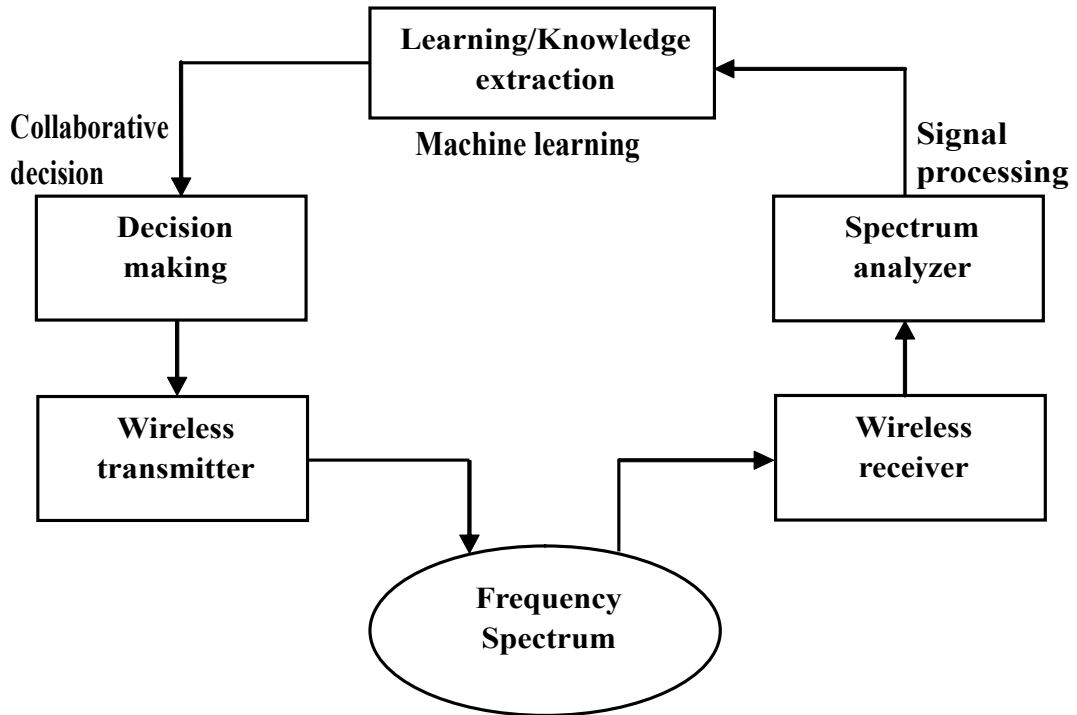 Learning/Knowledge
extraction
Machine learning
Collaborative
decision
Signal
processing
Decision
making
Spectrum
analyzer
Wireless
transmitter
Wireless
receiver
Frequency
Spectrum